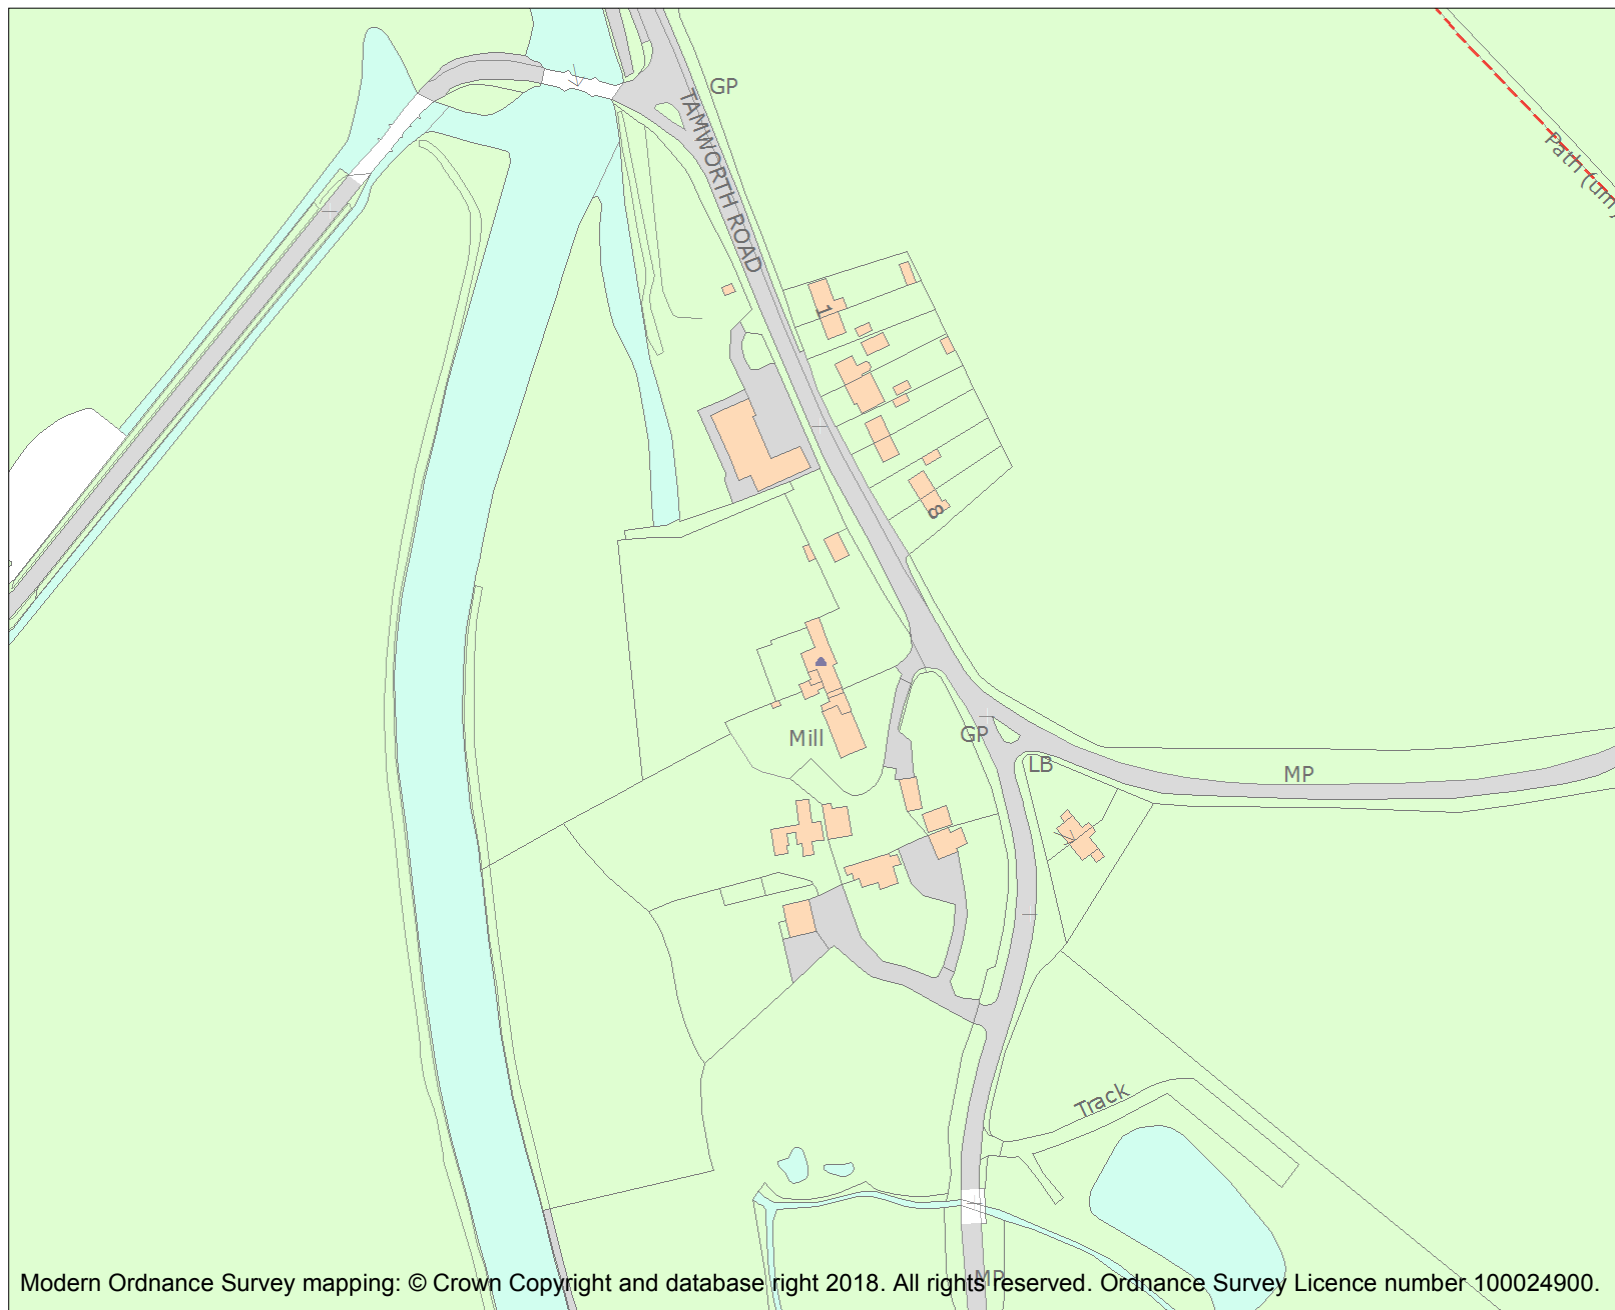 GP
TAMWORTH ROAD
Path (um)
1
8
Mill
GP
LB
MP
Track
MP
Modern Ordnance Survey mapping: © Crown Copyright and database right 2018. All rights reserved. Ordnance Survey Licence number 100024900.